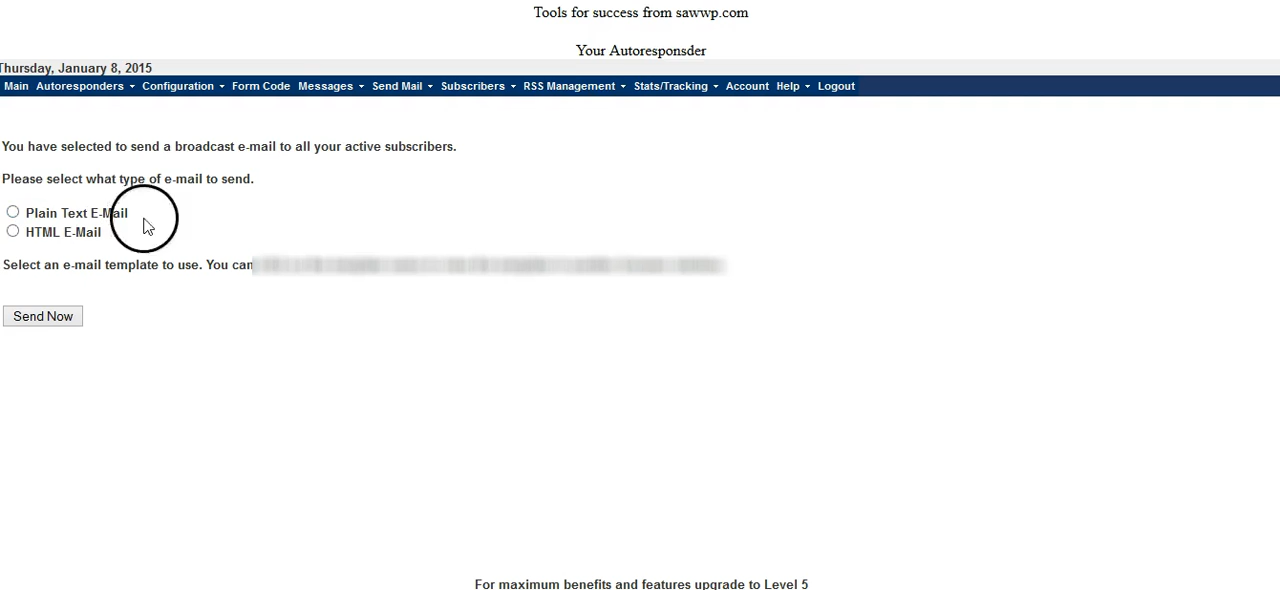 Tools for success from sawwp.com
Your Autoresponsder
Thursday, January 8, 2015
Main Autoresponders Configuration Form Code Messages Send Mail Subscribers RSS Management Stats/Tracking Account Help Logout
You have selected to send a broadcast e-mail to all your active subscribers.
Please select what type of e-mail to send.
Plain Text E-Mail
HTML E-Mail
Select an e-mail template to use. You can
Send Now
For maximum benefits and features upgrade to Level 5